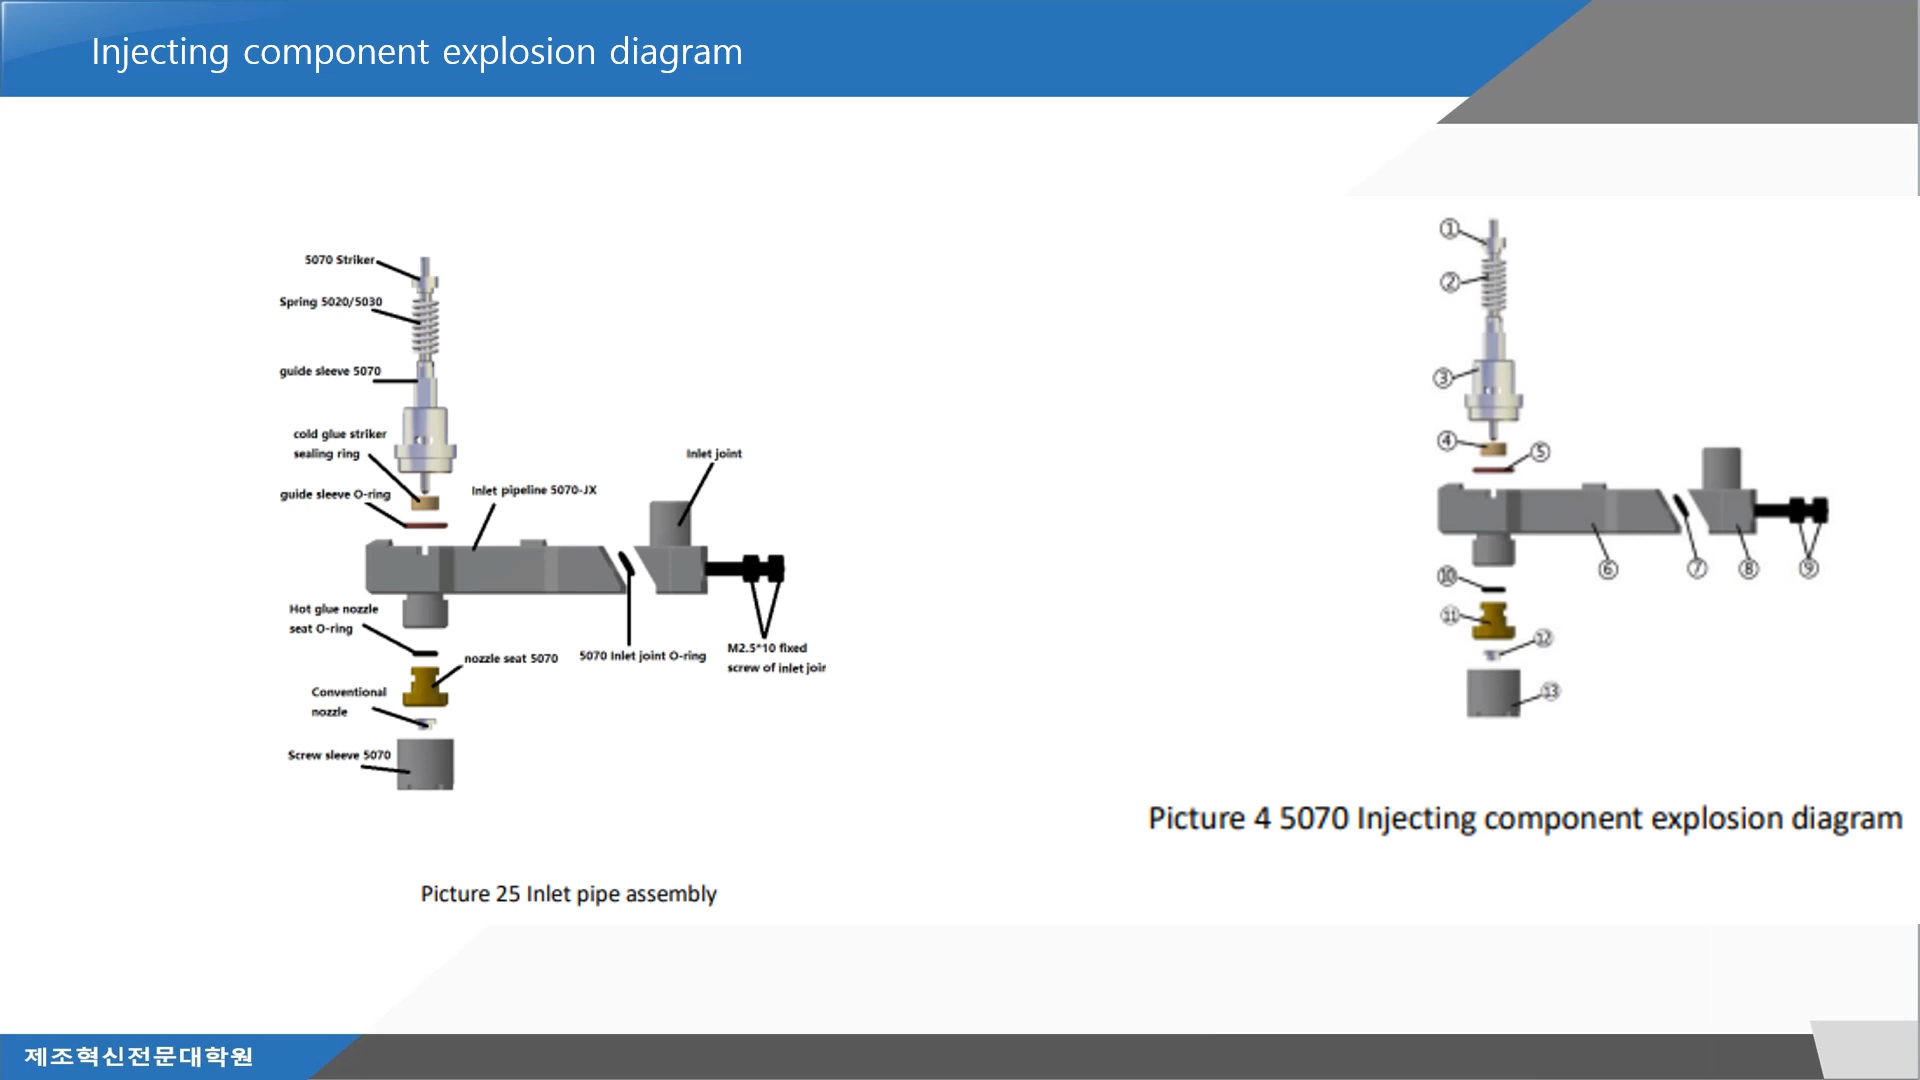 Injecting component explosion diagram
5070 Striker
Spring 5020/5030
guide sleeve 5070
cold glue striker
sealing ring
guide sleeve O-ring
Inlet pipeline 5070-JX
Inlet joint
Hot glue nozzle
seat O-ring
nozzle seat 5070
5070 Inlet joint O-ring
M2.5*10 fixed
screw of inlet joir
Conventional
nozzle
Screw sleeve 5070
Picture 25 Inlet pipe assembly
①
②
③
④
⑤
⑥
⑦
⑧
⑨
⑩
⑪
⑫
⑬
Picture 4 5070 Injecting component explosion diagram
제조혁신전문대학원